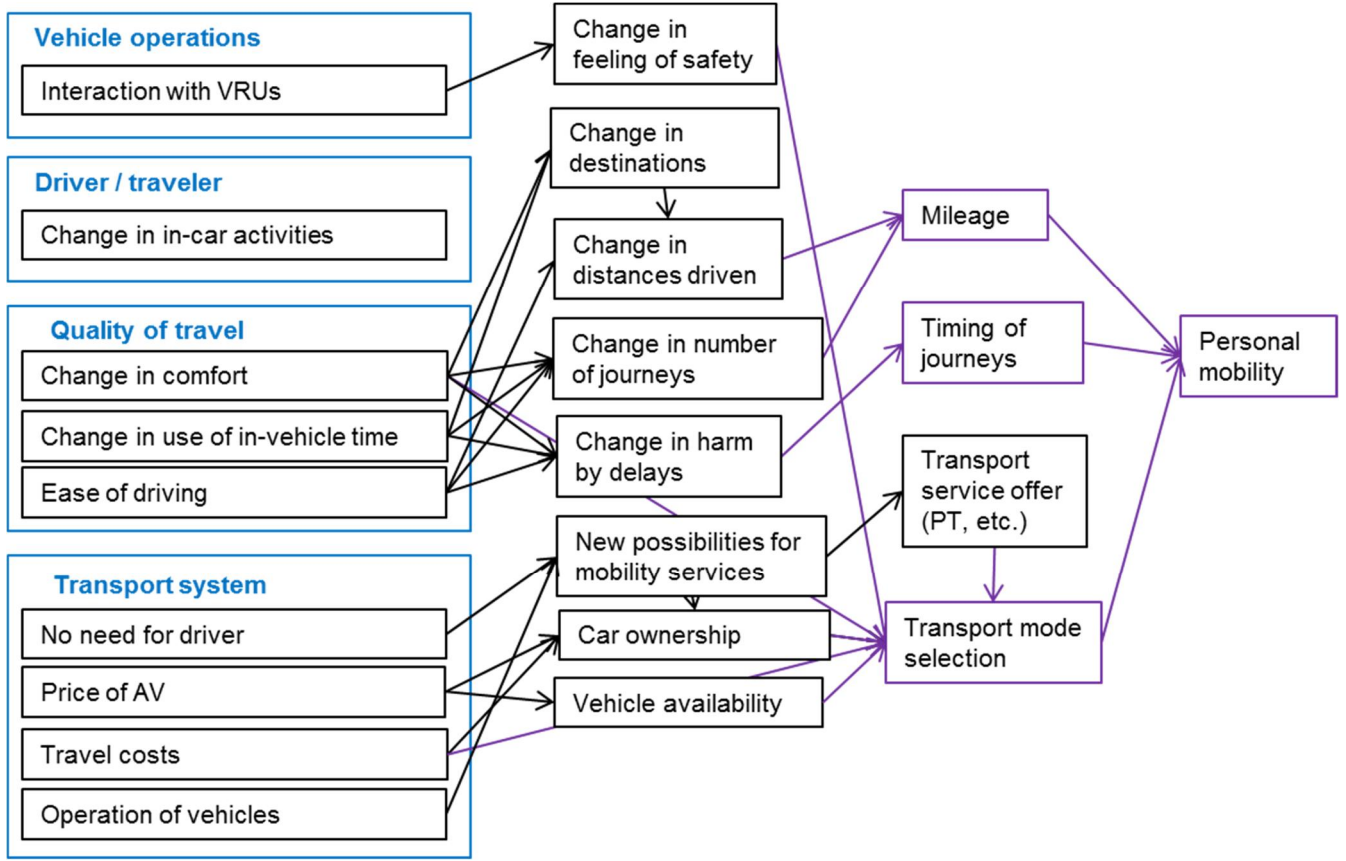 Vehicle operations
Interaction with VRUs
Driver / traveler
Change in in-car activities
Quality of travel
Change in comfort
Change in use of in-vehicle time
Ease of driving
Transport system
No need for driver
Price of AV
Travel costs
Operation of vehicles
Change in
feeling of safety
Change in
destinations
Change in
distances driven
Change in number
of journeys
Change in harm
by delays
New possibilities for
mobility services
Car ownership
Vehicle availability
Mileage
Timing of
journeys
Transport
service offer
(PT, etc.)
Transport mode
selection
Personal
mobility